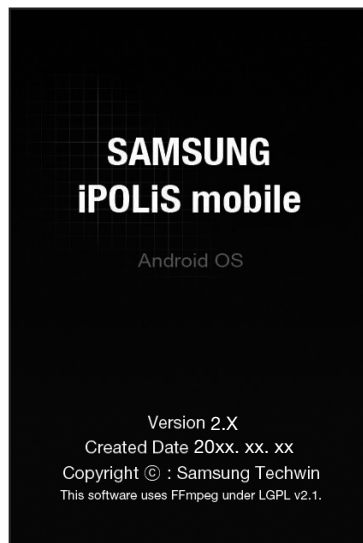 SAMSUNG
iPOLiS mobile
Android OS
Version 2.X
Created Date 20xx. xx. xx
Copyright ⓒ : Samsung Techwin
This software uses FFmpeg under LGPL v2.1.